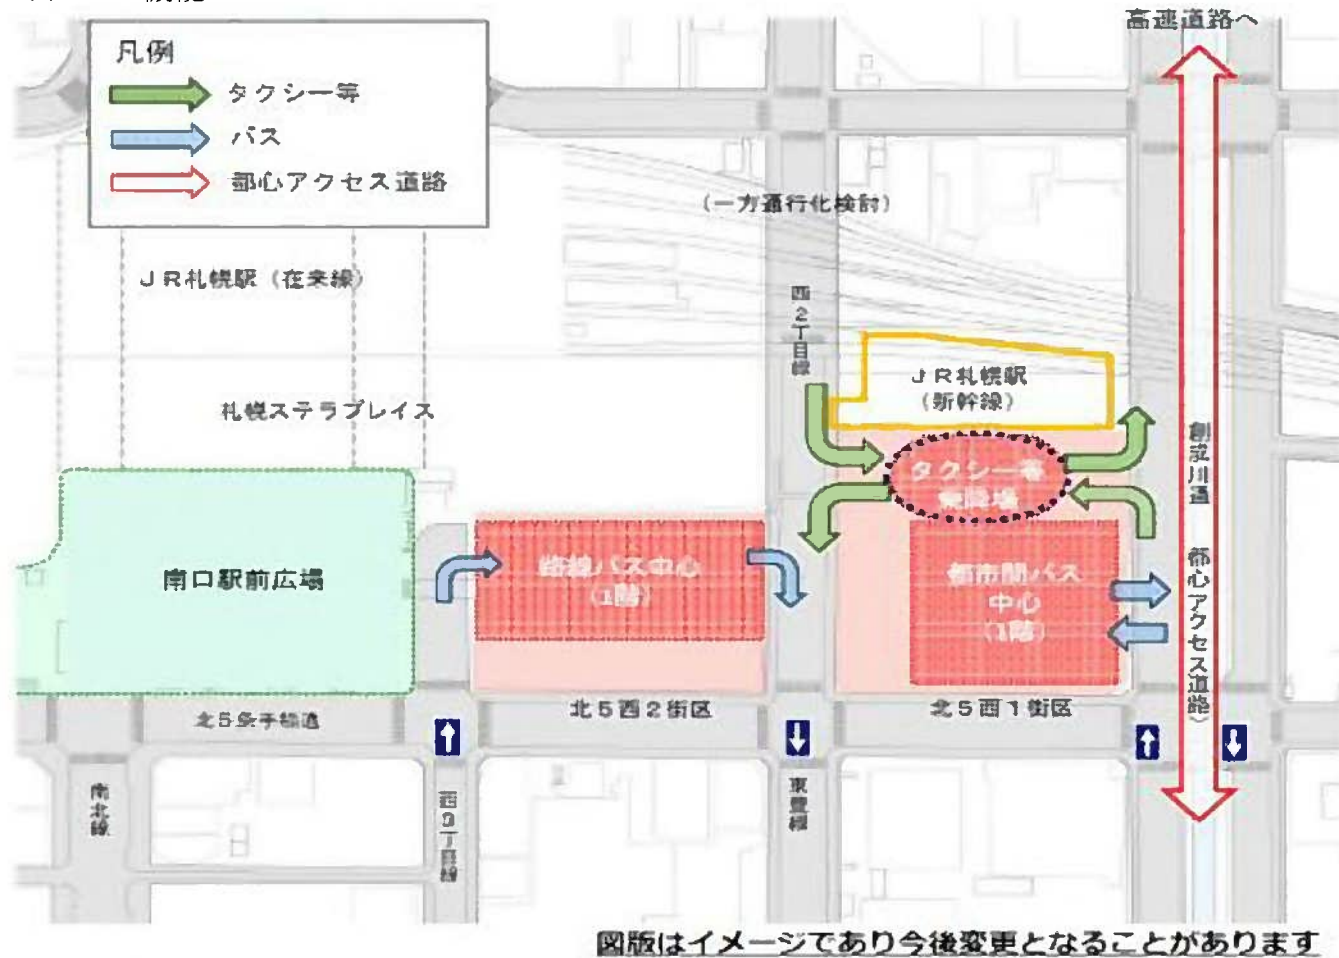 高速道路へ
凡例
タクシー等
バス
都心アクセス道路
(一方通行化検討)
JR札幌駅(在来線)
西2丁目線
JR札幌駅
(新幹線)
札幌ステラプレイス
タクシー等
乗降場
創成川通
(都心アクセス道路)
南口駅前広場
路線バス中心
(1階)
都市間バス
中心
(1階)
北5条手稲通
北5西2街区
北5西1街区
南北線
西3丁目線
東豊線
図版はイメージであり今後変更となることがあります